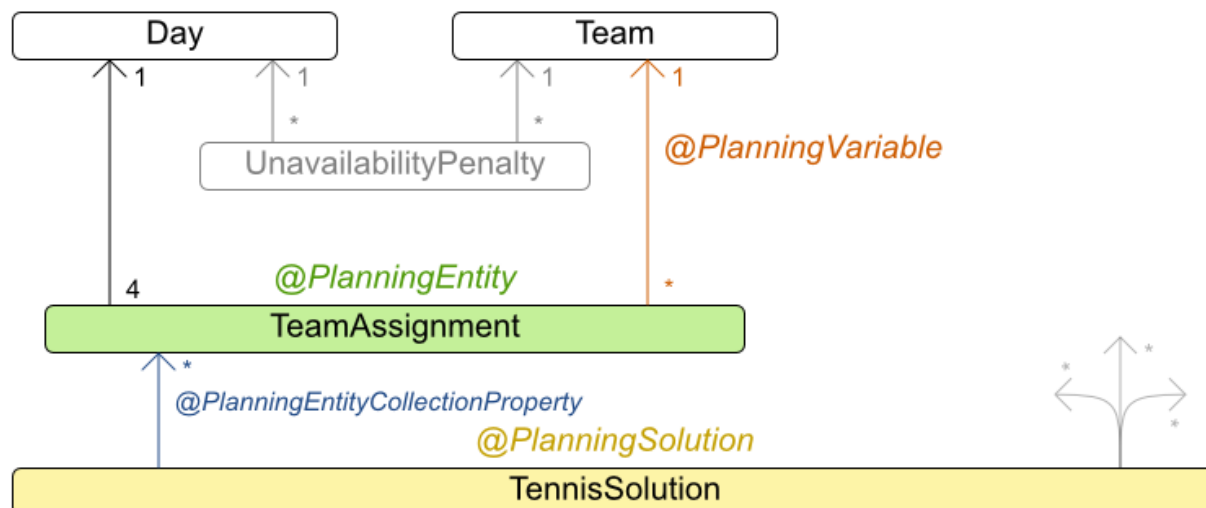 Day
Team
1
1
1
1
*
*
@PlanningVariable
UnavailabilityPenalty
@PlanningEntity
4
*
TeamAssignment
*
*
*
@PlanningEntityCollectionProperty
*
@PlanningSolution
TennisSolution